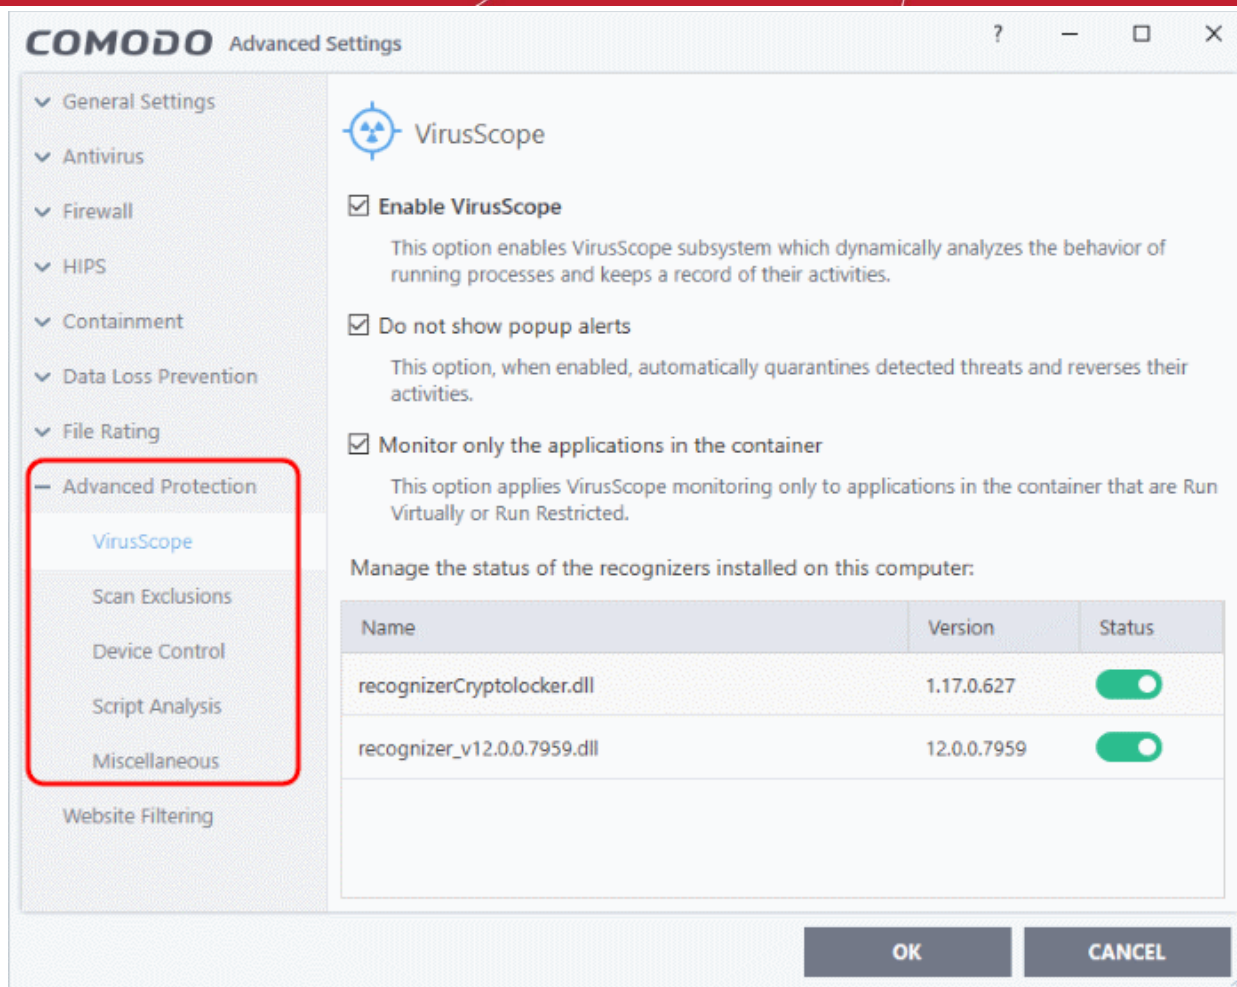 COMODO Advanced Settings ?
General Settings
Antivirus
Firewall
HIPS
Containment
Data Loss Prevention
File Rating
Advanced Protection
VirusScope
Scan Exclusions
Device Control
Script Analysis
Miscellaneous
Website Filtering
VirusScope
Enable VirusScope
This option enables VirusScope subsystem which dynamically analyzes the behavior of
running processes and keeps a record of their activities.
Do not show popup alerts
This option, when enabled, automatically quarantines detected threats and reverses their
activities.
Monitor only the applications in the container
This option applies VirusScope monitoring only to applications in the container that are Run
Virtually or Run Restricted.
Manage the status of the recognizers installed on this computer:
Name Version Status
recognizerCryptolocker.dll 1.17.0.627
recognizer_v12.0.0.7959.dll 12.0.0.7959
OK CANCEL